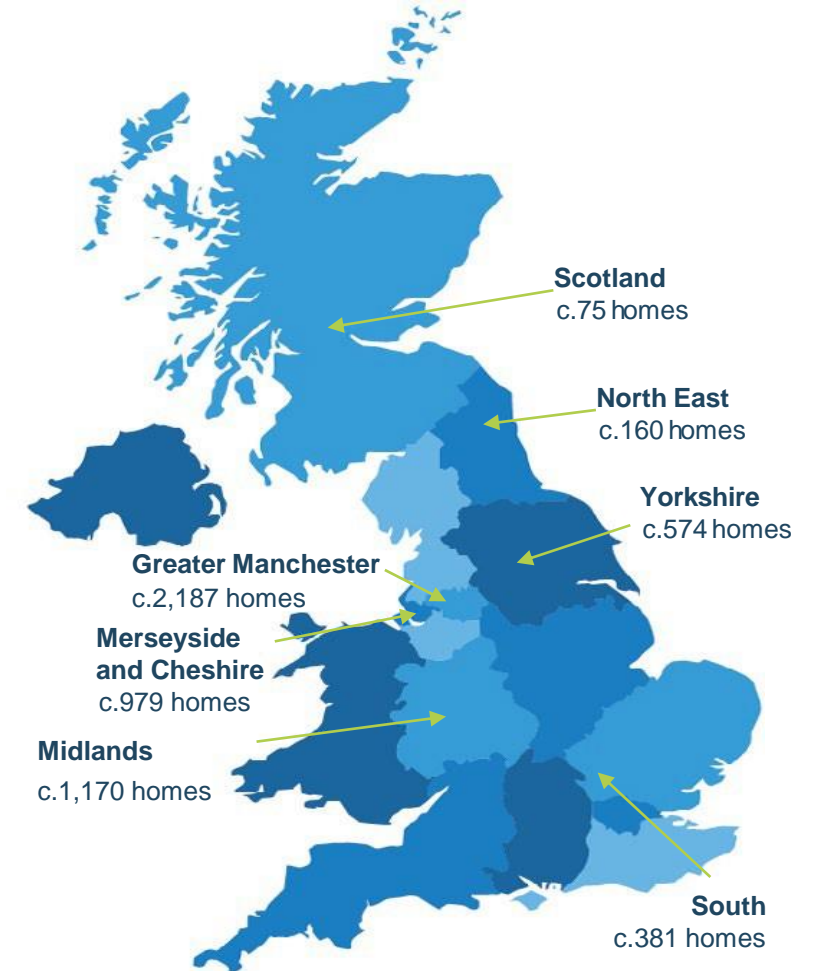 Scotland
c.75 homes
North East
c.160 homes
Yorkshire
c.574 homes
Greater Manchester
c.2,187 homes
Merseyside
and Cheshire
c.979 homes
Midlands
c.1,170 homes
South
c.381 homes